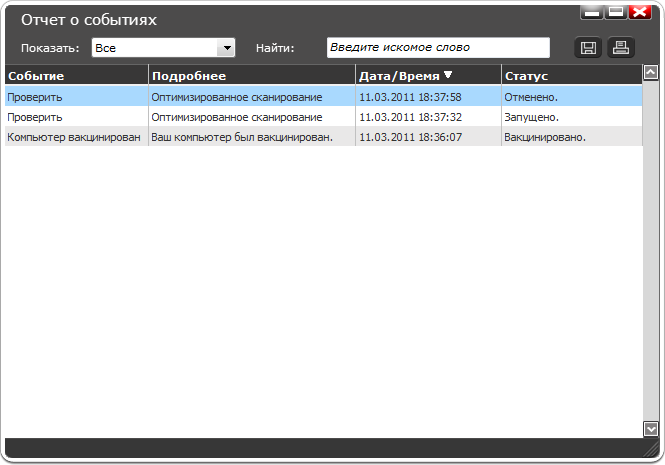 Отчет о событиях
Показать: Все Найти: Введите искомое слово
Событие Подробнее Дата/Время Статус
Проверить Оптимизированное сканирование 11.03.2011 18:37:58 Отменено.
Проверить Оптимизированное сканирование 11.03.2011 18:37:32 Запущено.
Компьютер вакцинирован Ваш компьютер был вакцинирован. 11.03.2011 18:36:07 Вакцинировано.